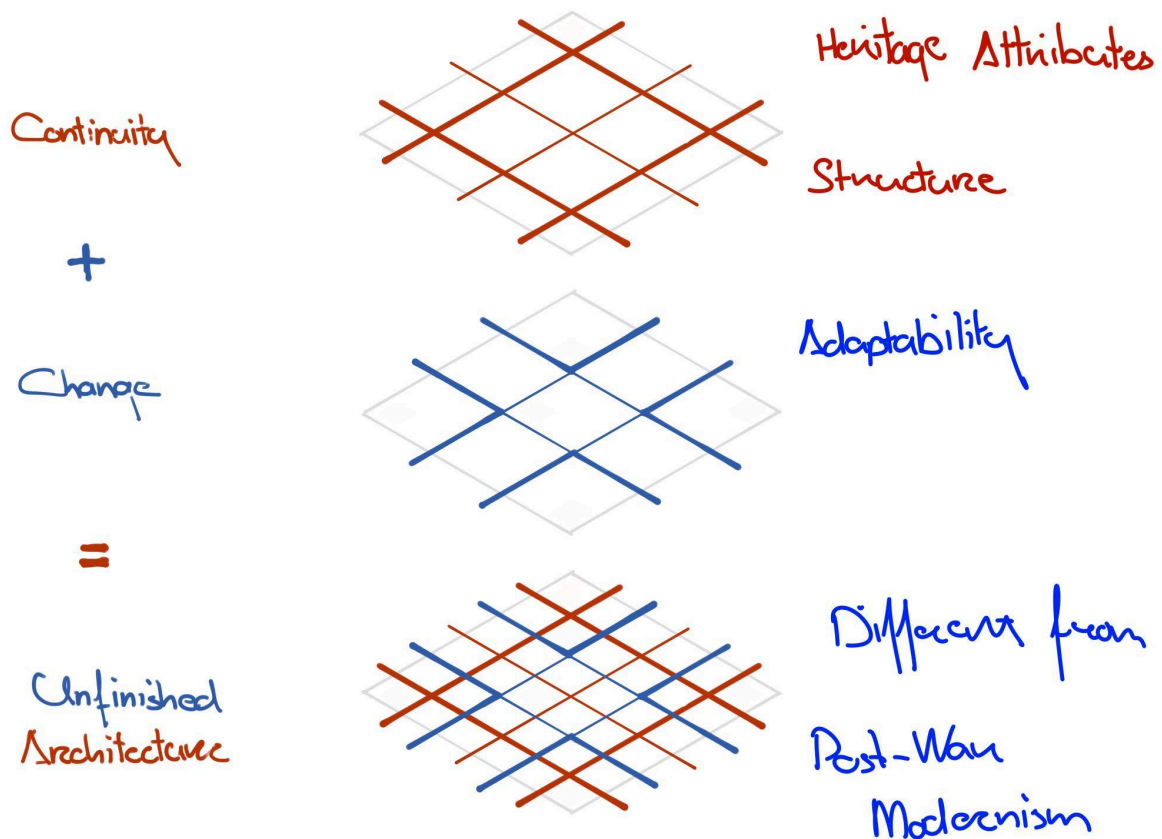 Continuity
Heritage Attributes
Structure
+
Change
Adaptability
=
Unfinished
Architecture
Different from
Post-War
Modernism